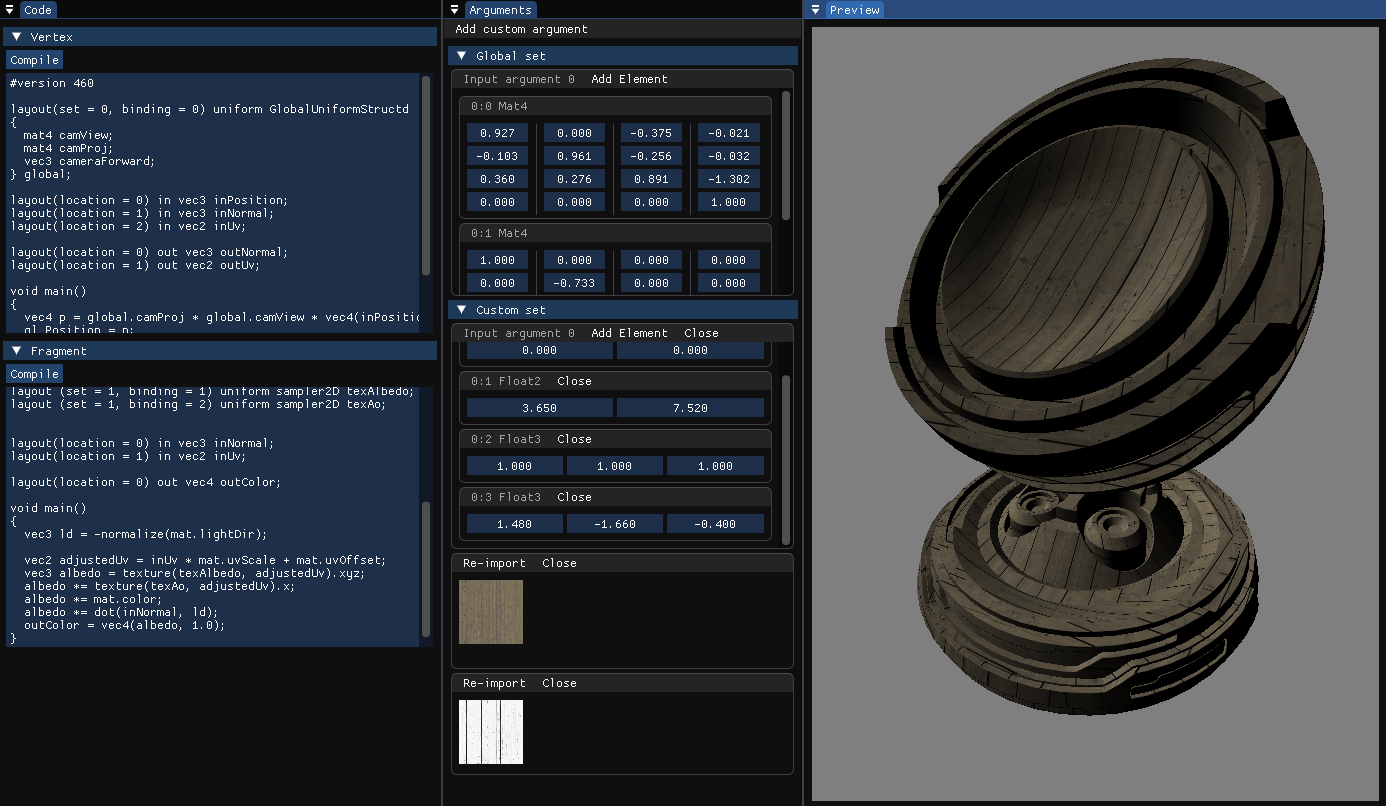 Code
Vertex
Compile
#version 460
layout(set = 0, binding = 0) uniform GlobalUniformStructd
{
mat4 camView;
mat4 camProj;
vec3 cameraForward;
} global;
layout(location = 0) in vec3 inPosition;
layout(location = 1) in vec3 inNormal;
layout(location = 2) in vec2 inUv;
layout(location = 0) out vec3 outNormal;
layout(location = 1) out vec2 outUv;
void main()
{
vec4 p = global.camProj * global.camView * vec4(inPositic
gl_Position = p;
Fragment
Compile
layout (set = 1, binding = 1) uniform sampler2D texAlbedo;
layout (set = 1, binding = 2) uniform sampler2D texAo;
layout(location = 0) in vec3 inNormal;
layout(location = 1) in vec2 inUv;
layout(location = 0) out vec4 outColor;
void main()
{
vec3 ld = -normalize(mat.lightDir);
vec2 adjustedUv = inUv * mat.uvScale + mat.uvOffset;
vec3 albedo = texture(texAlbedo, adjustedUv).xyz;
albedo *= texture(texAo, adjustedUv).x;
albedo *= mat.color;
albedo *= dot(inNormal, ld);
outColor = vec4(albedo, 1.0);
}
Arguments
Add custom argument
Global set
Input argument 0 Add Element
0:0 Mat4
0.927 0.000 -0.375 -0.021
-0.103 0.961 -0.256 -0.032
0.360 0.276 0.891 -1.302
0.000 0.000 0.000 1.000
0:1 Mat4
1.000 0.000 0.000 0.000
0.000 -0.733 0.000 0.000
Custom set
Input argument 0 Add Element Close
0.000 0.000
0:1 Float2 Close
3.650 7.520
0:2 Float3 Close
1.000 1.000 1.000
0:3 Float3 Close
1.480 -1.660 -0.400
Re-import Close
Re-import Close
Preview